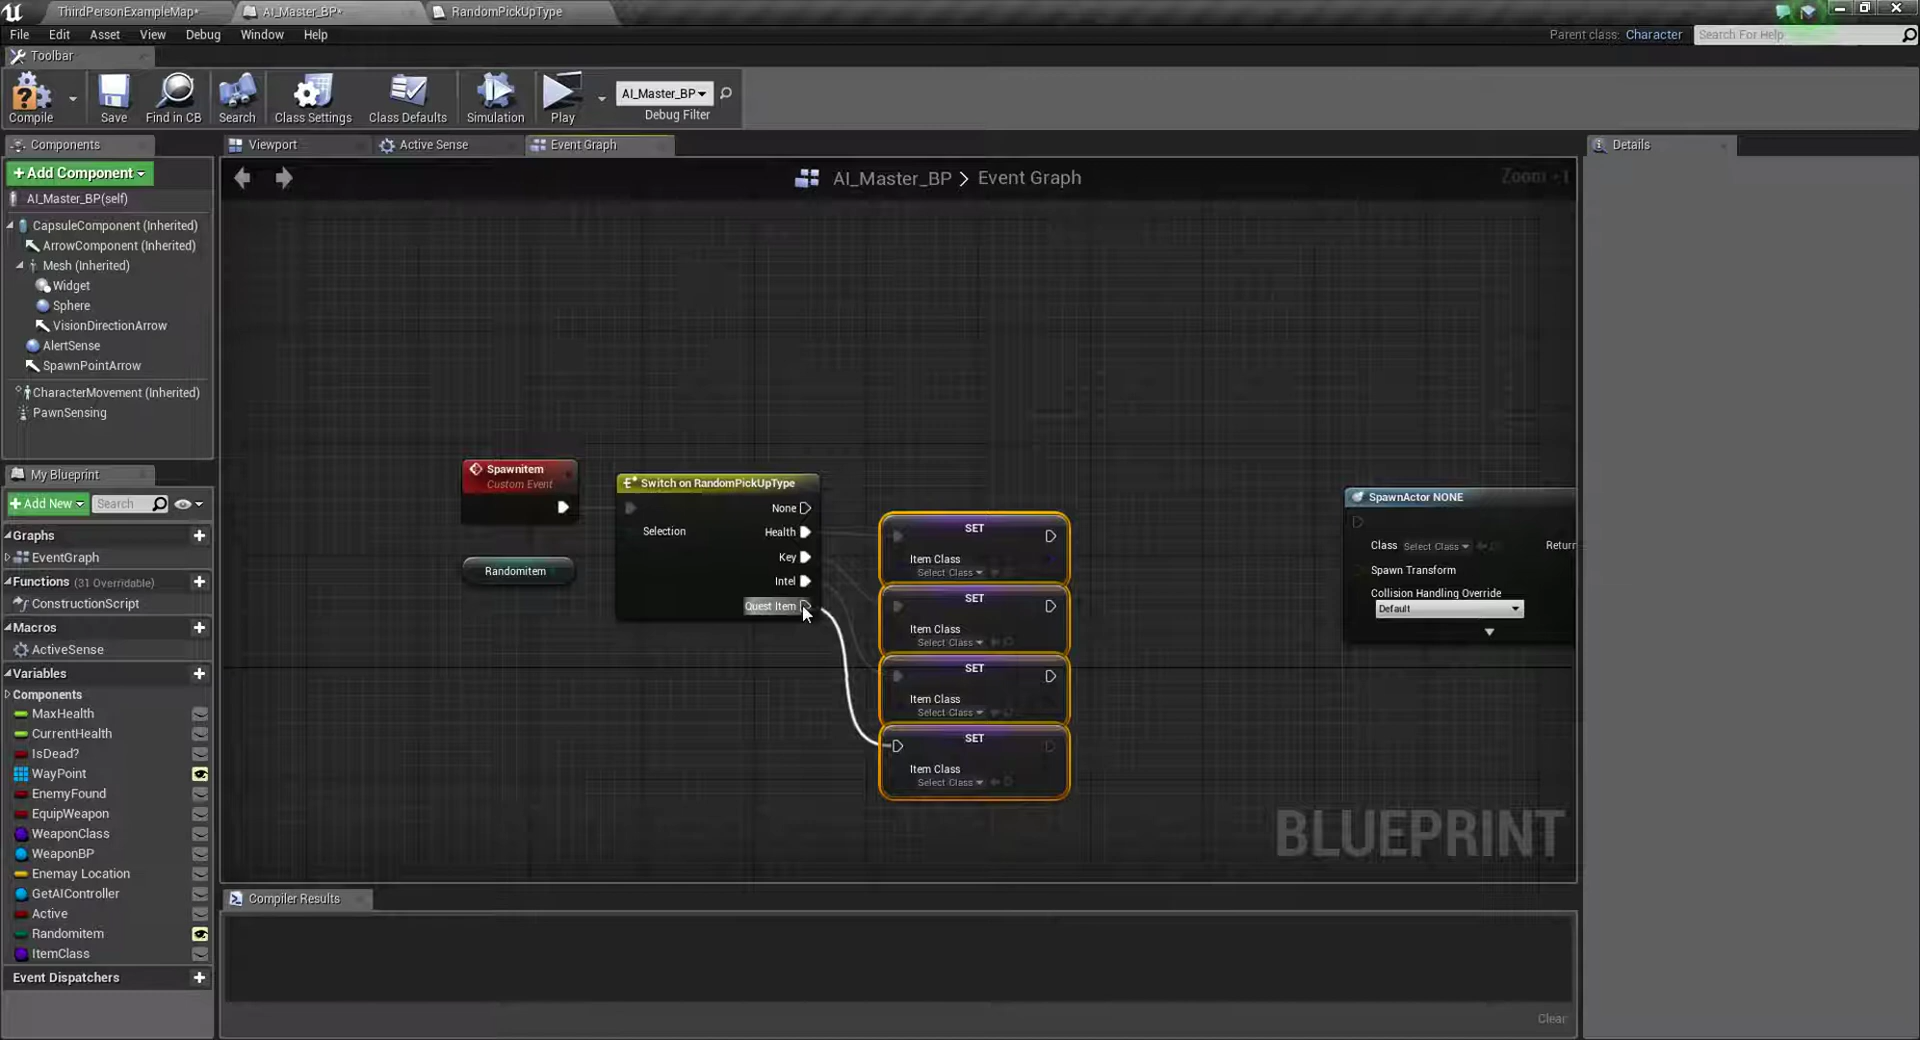 ThirdPersonExampleMap*
AI_Master_BP*
RandomPickUpType
File Edit Asset View Debug Window Help
Parent class: Character
Search For Help
Toolbar
Compile
Save
Find in CB
Search
Class Settings
Class Defaults
Simulation
Play
AI_Master_BP
Debug Filter
Components
Viewport
Active Sense
Event Graph
Details
+Add Component
AI_Master_BP(self)
CapsuleComponent (Inherited)
ArrowComponent (Inherited)
Mesh (Inherited)
Widget
Sphere
VisionDirectionArrow
AlertSense
SpawnPointArrow
CharacterMovement (Inherited)
PawnSensing
AI_Master_BP > Event Graph
Zoom +1
Spawnitem
Custom Event
Randomitem
Switch on RandomPickUpType
None
Selection
Health
Key
Intel
Quest Item
SET
Item Class
Select Class
SET
Item Class
Select Class
SET
Item Class
Select Class
SET
Item Class
Select Class
SpawnActor NONE
Class Select Class
Return
Spawn Transform
Collision Handling Override
Default
BLUEPRINT
My Blueprint
+Add New
Search
Graphs
EventGraph
Functions (31 Overridable)
ConstructionScript
Macros
ActiveSense
Variables
Components
MaxHealth
CurrentHealth
IsDead?
WayPoint
EnemyFound
EquipWeapon
WeaponClass
WeaponBP
Enemay Location
GetAIController
Active
Randomitem
ItemClass
Event Dispatchers
Compiler Results
Clear